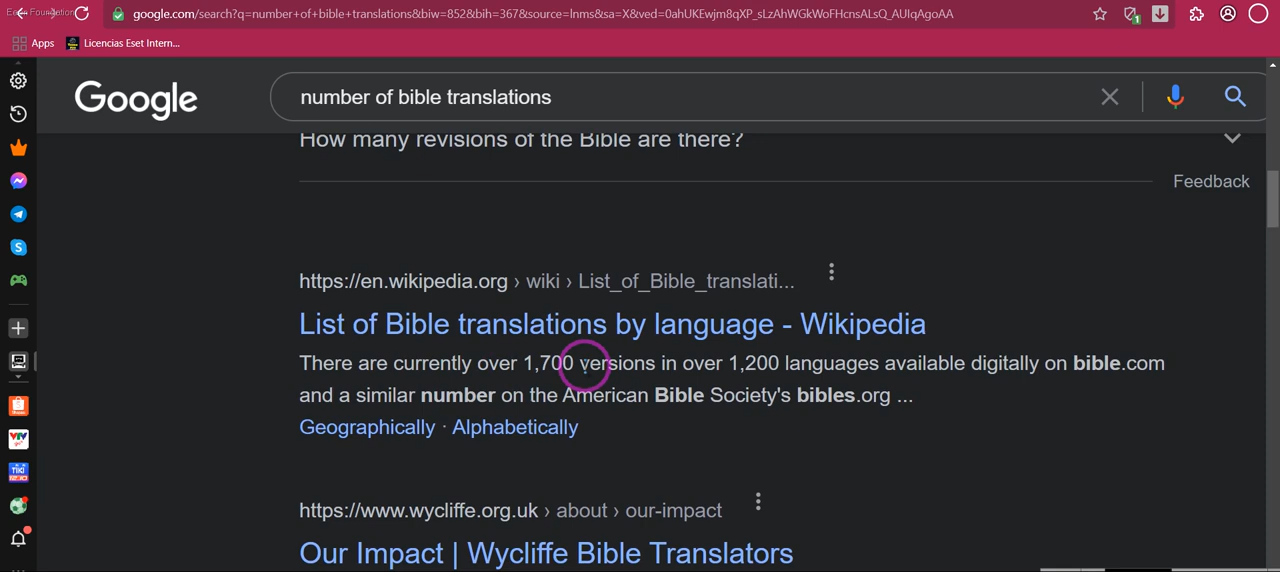 google.com/search?q=number+of+bible+translations&biw=852&bih=367&source=lnms&sa=X&ved=0ahUKEwjm8qXP_sLzAhWGkWoFHcnsALsQ_AUIqAgoAA
1
Apps
Licencias Eset Intern...
Google
number of bible translations
How many revisions of the Bible are there?
Feedback
https://en.wikipedia.org › wiki › List_of_Bible_translati...
List of Bible translations by language - Wikipedia
There are currently over 1,700 versions in over 1,200 languages available digitally on bible.com
and a similar number on the American Bible Society's bibles.org ...
Geographically · Alphabetically
https://www.wycliffe.org.uk › about › our-impact
Our Impact | Wycliffe Bible Translators